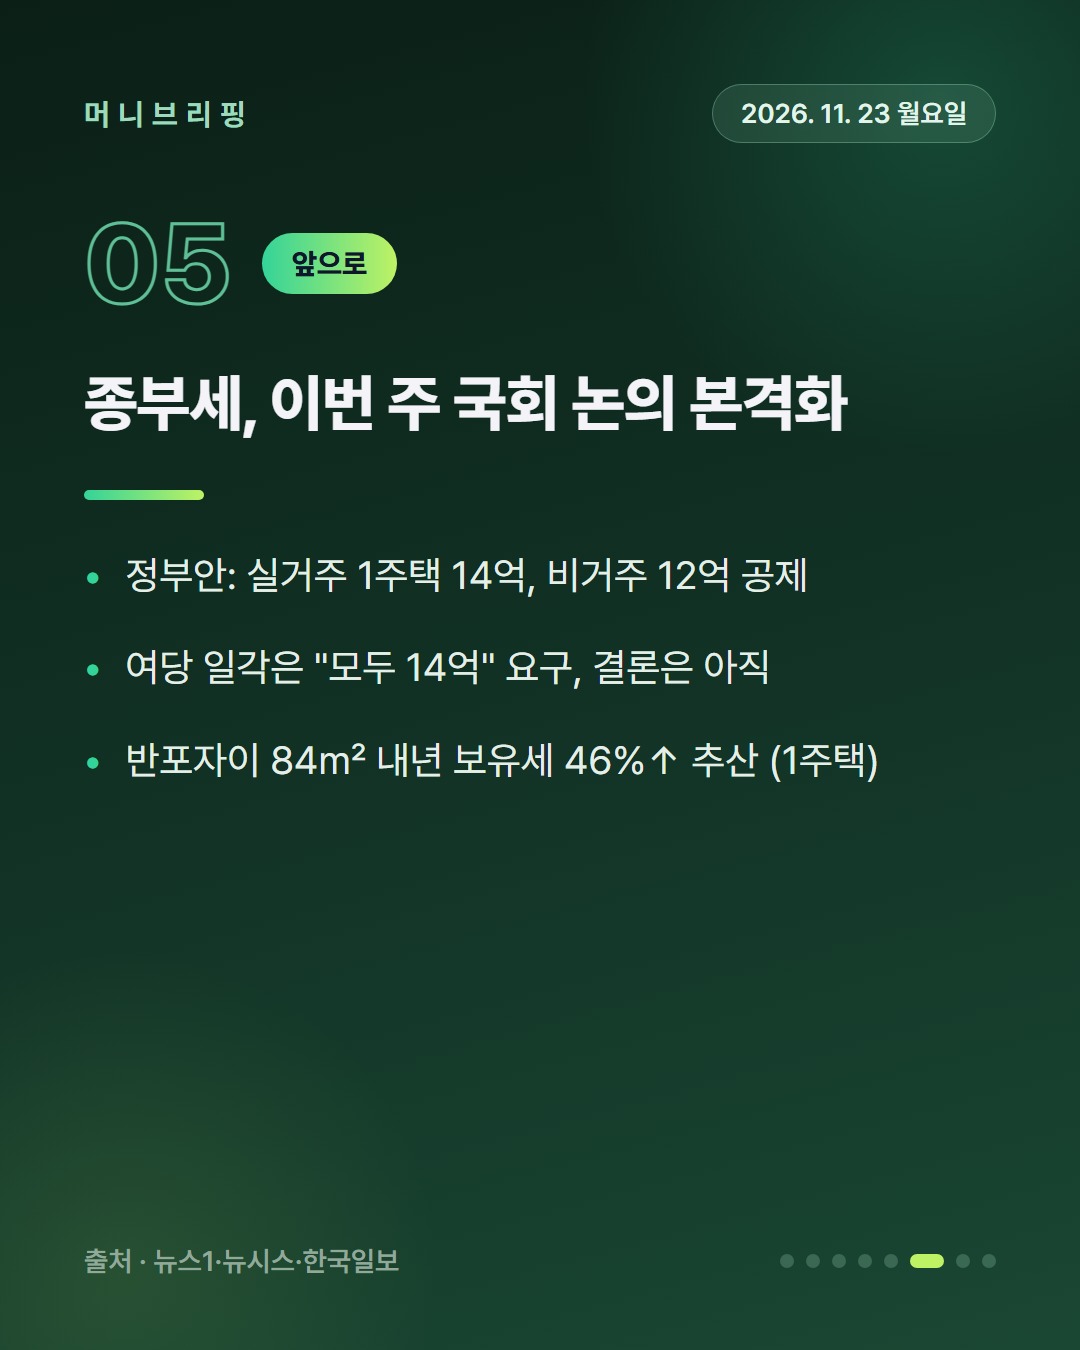 머니브리핑
2026. 11. 23 월요일
05
앞으로
종부세, 이번 주 국회 논의 본격화
• 정부안: 실거주 1주택 14억, 비거주 12억 공제
• 여당 일각은 "모두 14억" 요구, 결론은 아직
• 반포자이 84m² 내년 보유세 46%↑ 추산 (1주택)
출처 · 뉴스1·뉴시스·한국일보